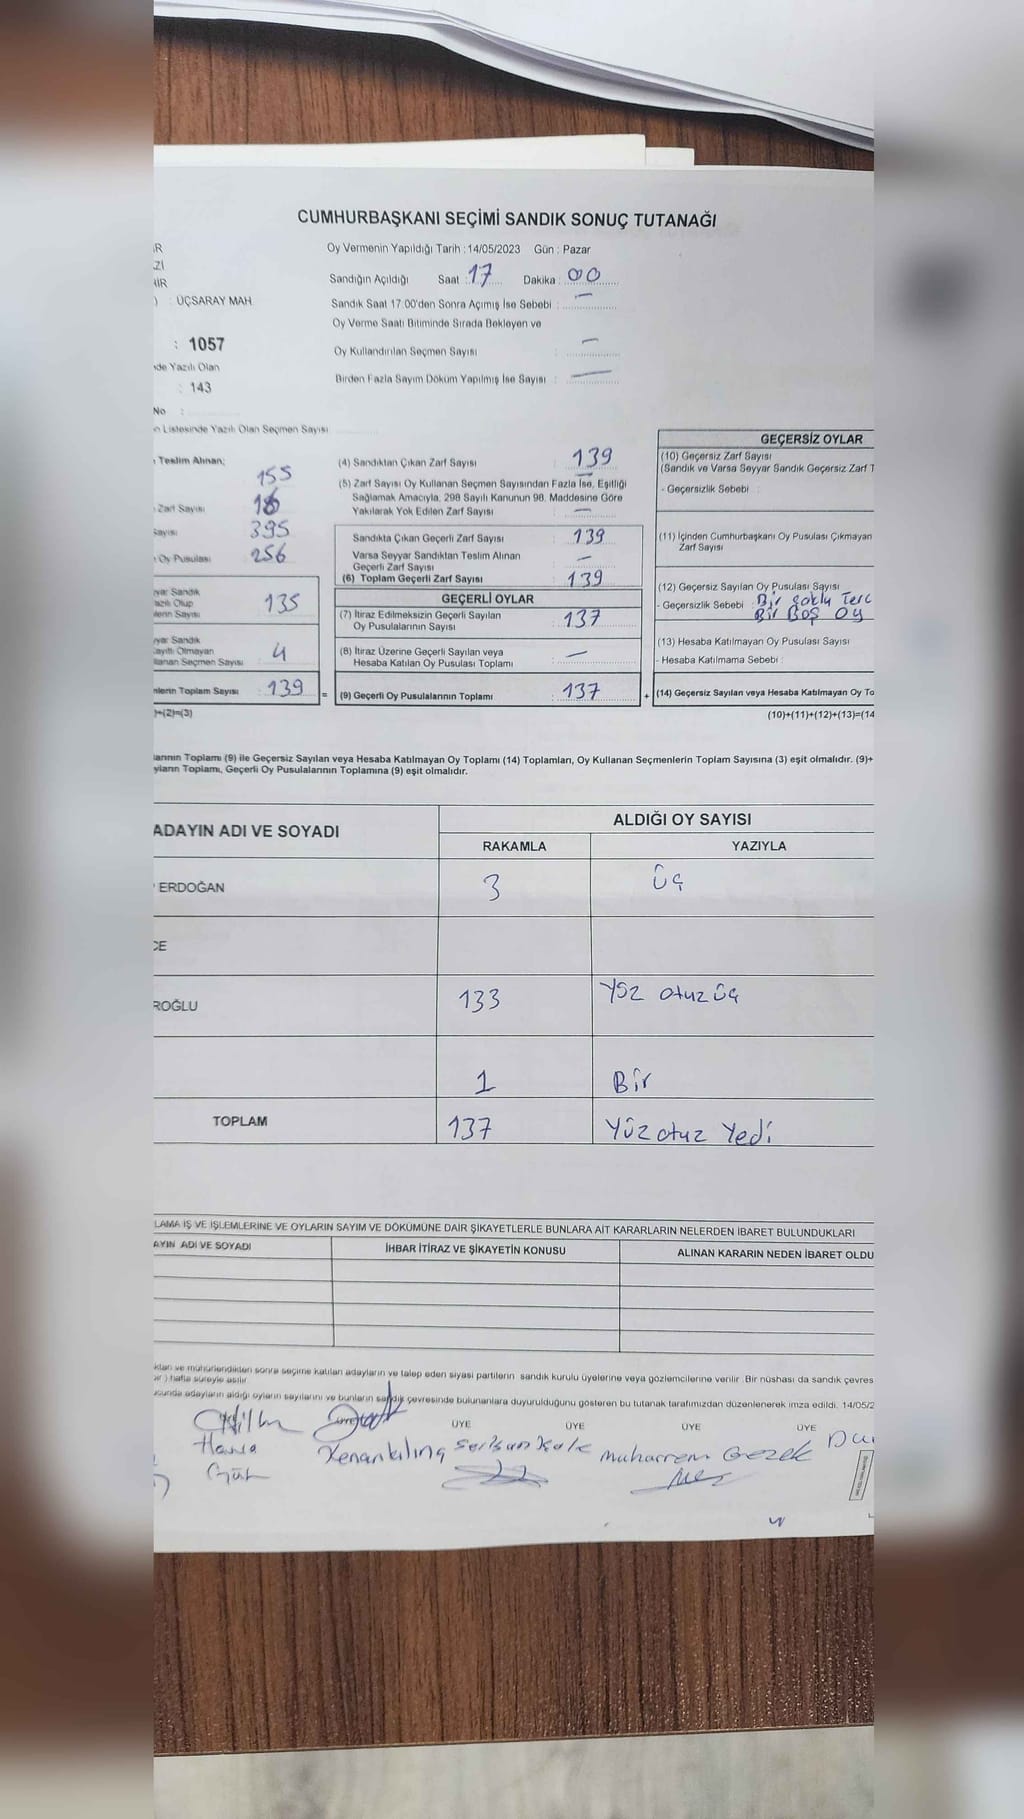 CUMHURBAŞKANI SEÇİMİ SANDIK SONUÇ TUTANAĞI
Oy Vermenin Yapıldığı Tarih : 14/05/2023 Gün : Pazar
Sandığın Açıldığı Saat : 17 Dakika : 00
Sandık Saat 17:00'den Sonra Açımış İse Sebebi : —
Oy Verme Saati Bitiminde Sırada Bekleyen ve
Oy Kullandırılan Seçmen Sayısı : —
Birden Fazla Sayım Döküm Yapılmış İse Sayısı : —
IR
ZI
HIR
) : ÜÇSARAY MAH.
: 1057
nde Yazılı Olan
: 143
No :
n Listesinde Yazılı Olan Seçmen Sayısı
ı Teslim Alınan;
155
Zarf Sayısı
Sayısı 395
Oy Pusulası 256
yar Sandık
azılı Olup
lerin Sayısı 135
yar Sandık
ayıtlı Olmayan
llanan Seçmen Sayısı 4
nlerin Toplam Sayısı : 139 =
)+(2)=(3)
(4) Sandıktan Çıkan Zarf Sayısı : 139
(5) Zarf Sayısı Oy Kullanan Seçmen Sayısından Fazla İse, Eşitliği
Sağlamak Amacıyla, 298 Sayılı Kanunun 98. Maddesine Göre
Yakılarak Yok Edilen Zarf Sayısı : —
Sandıkta Çıkan Geçerli Zarf Sayısı : 139
Varsa Seyyar Sandıktan Teslim Alınan
Geçerli Zarf Sayısı : —
(6) Toplam Geçerli Zarf Sayısı : 139
GEÇERLİ OYLAR
(7) İtiraz Edilmeksizin Geçerli Sayılan
Oy Pusulalarının Sayısı : 137
(8) İtiraz Üzerine Geçerli Sayılan veya
Hesaba Katılan Oy Pusulası Toplamı : —
(9) Geçerli Oy Pusulalarının Toplamı : 137 +
GEÇERSİZ OYLAR
(10) Geçersiz Zarf Sayısı
(Sandık ve Varsa Seyyar Sandık Geçersiz Zarf T
- Geçersizlik Sebebi :
(11) İçinden Cumhurbaşkanı Oy Pusulası Çıkmayan
Zarf Sayısı
(12) Geçersiz Sayılan Oy Pusulası Sayısı
- Geçersizlik Sebebi : Bir çoklu Terc
Bir Boş Oy
(13) Hesaba Katılmayan Oy Pusulası Sayısı
- Hesaba Katılmama Sebebi :
(14) Geçersiz Sayılan veya Hesaba Katılmayan Oy To
(10)+(11)+(12)+(13)=(14
larının Toplamı (9) ile Geçersiz Sayılan veya Hesaba Katılmayan Oy Toplamı (14) Toplamları, Oy Kullanan Seçmenlerin Toplam Sayısına (3) eşit olmalıdır. (9)+
yların Toplamı, Geçerli Oy Pusulalarının Toplamına (9) eşit olmalıdır.
ADAYIN ADI VE SOYADI ALDIĞI OY SAYISI
RAKAMLA YAZIYLA
ERDOĞAN 3 Üç
CE
ROĞLU 133 Yüz otuz üç
1 Bir
TOPLAM 137 Yüz otuz Yedi
LAMA İŞ VE İŞLEMLERİNE VE OYLARIN SAYIM VE DÖKÜMÜNE DAİR ŞİKAYETLERLE BUNLARA AİT KARARLARIN NELERDEN İBARET BULUNDUKLARI
AYIN ADI VE SOYADI İHBAR İTİRAZ VE ŞİKAYETİN KONUSU ALINAN KARARIN NEDEN İBARET OLDU
kları ve mühürlendikten sonra seçime katılan adayların ve talep eden siyasi partilerin sandık kurulu üyelerine veya gözlemcilerine verilir. Bir nüshası da sandık çevres
bir ) hafta süreyle asılır.
ucunda adayların aldığı oyların sayılarını ve bunların sandık çevresinde bulunanlara duyurulduğunu gösteren bu tutanak tarafımızdan düzenlenerek imza edildi. 14/05/2
ÜYE ÜYE ÜYE ÜYE
Kenan kılınç Serkan Kale Muharrem Gezek Du